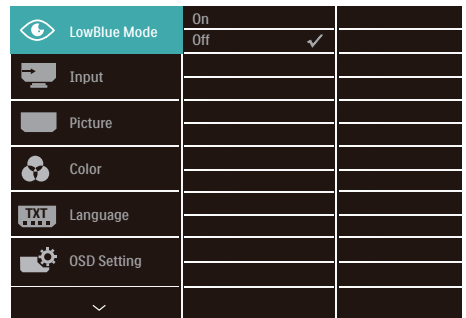 LowBlue Mode
On
Off
Input
Picture
Color
TXT
Language
OSD Setting